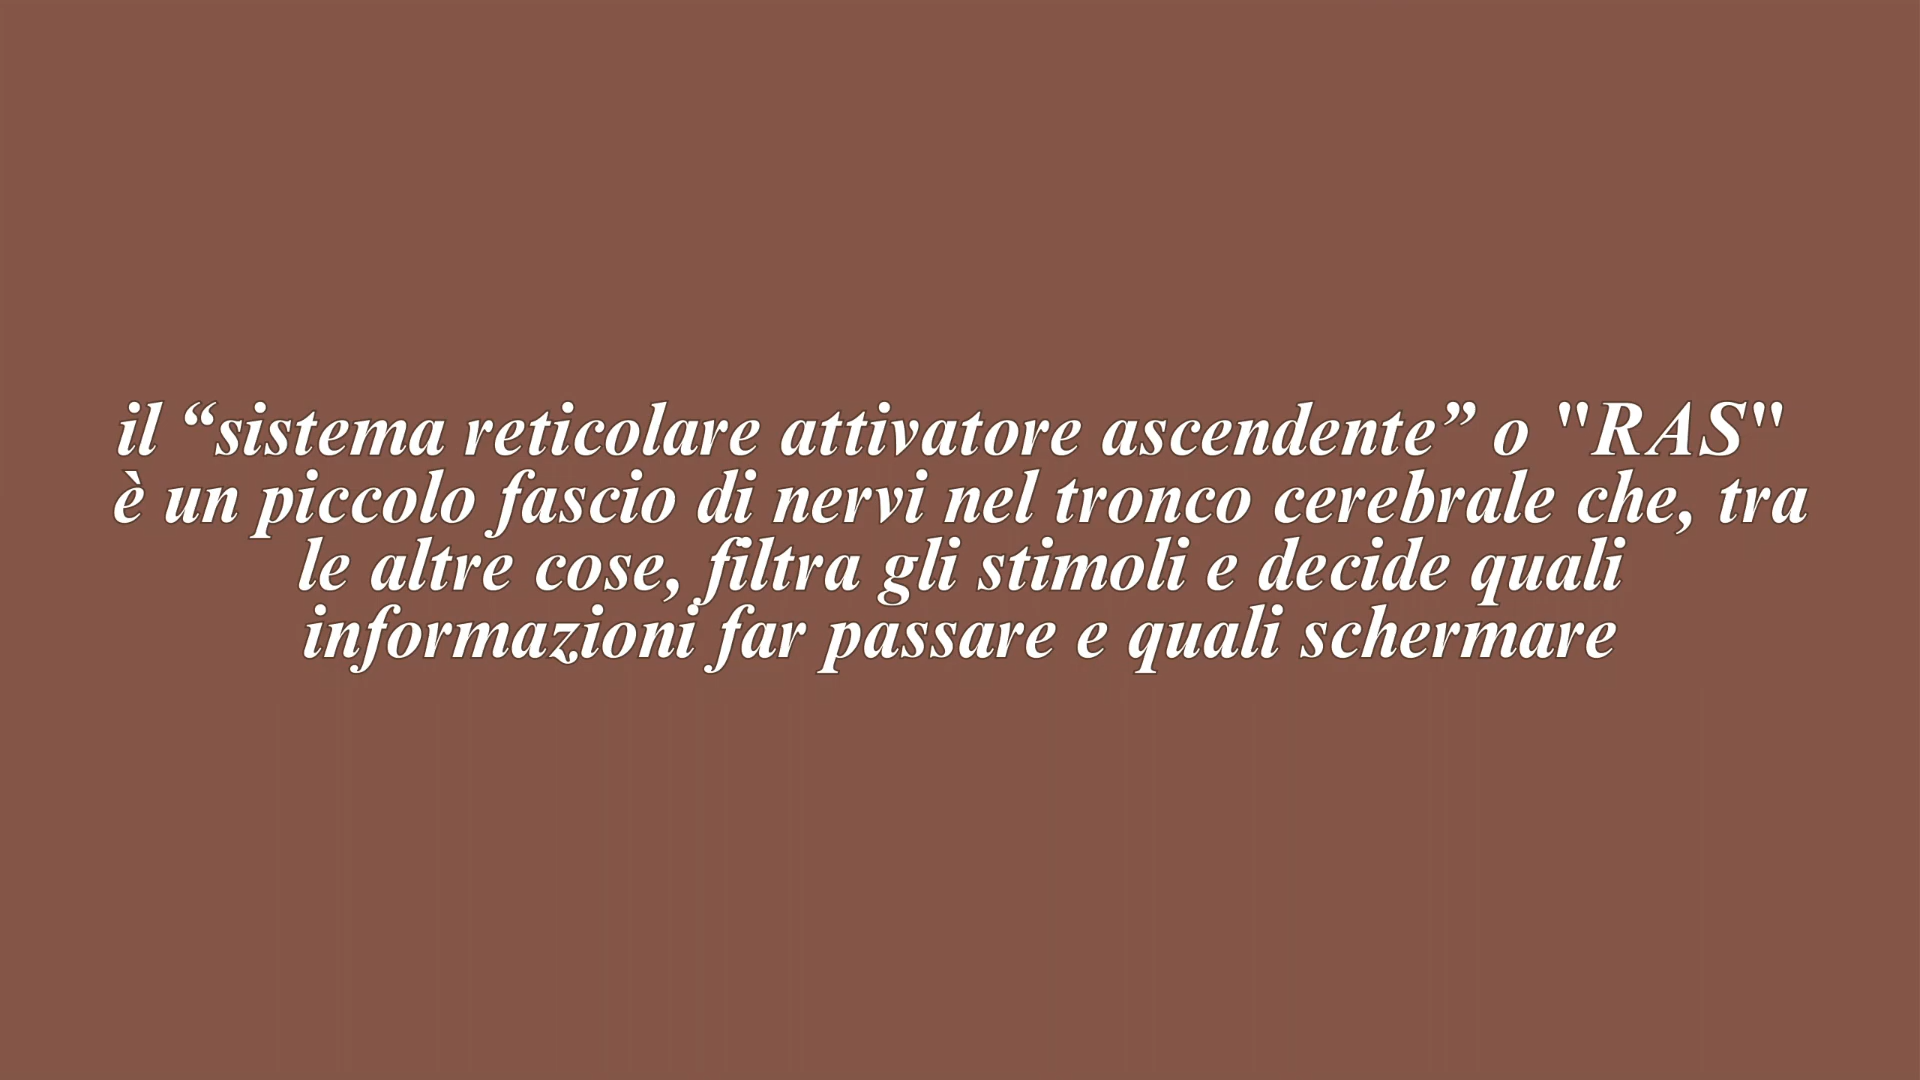 il “sistema reticolare attivatore ascendente” o "RAS"
è un piccolo fascio di nervi nel tronco cerebrale che, tra
le altre cose, filtra gli stimoli e decide quali
informazioni far passare e quali schermare